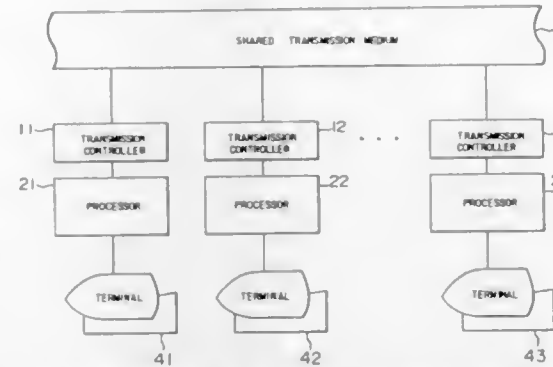 SHARED TRANSMISSION MEDIUM
11
TRANSMISSION
CONTROLLER
12
TRANSMISSION
CONTROLLER
. . .
TRANSMISSION
CONTROLLER
21
PROCESSOR
22
PROCESSOR
PROCESSOR
TERMINAL
TERMINAL
TERMINAL
41
42
43